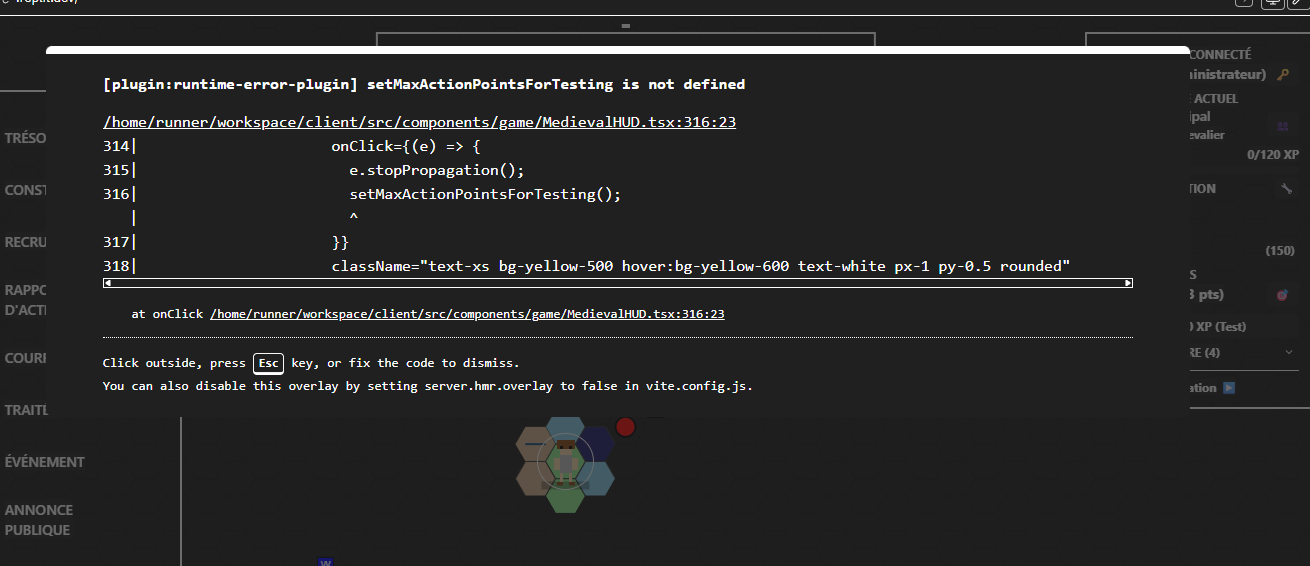 [plugin:runtime-error-plugin] setMaxActionPointsForTesting is not defined
/home/runner/workspace/client/src/components/game/MedievalHUD.tsx:316:23
314| onClick={(e) => {
315| e.stopPropagation();
316| setMaxActionPointsForTesting();
| ^
317| }}
318| className="text-xs bg-yellow-500 hover:bg-yellow-600 text-white px-1 py-0.5 rounded"
at onClick /home/runner/workspace/client/src/components/game/MedievalHUD.tsx:316:23
Click outside, press Esc key, or fix the code to dismiss.
You can also disable this overlay by setting server.hmr.overlay to false in vite.config.js.
TRÉSO
CONST
RECRU
RAPPO
D'ACTI
COURR
TRAITE
ÉVÉNEMENT
ANNONCE
PUBLIQUE
W
CONNECTÉ
ministrateur)
ACTUEL
ipal
evalier
0/120 XP
TION
(150)
S
3 pts)
0 XP (Test)
RE (4)
ation